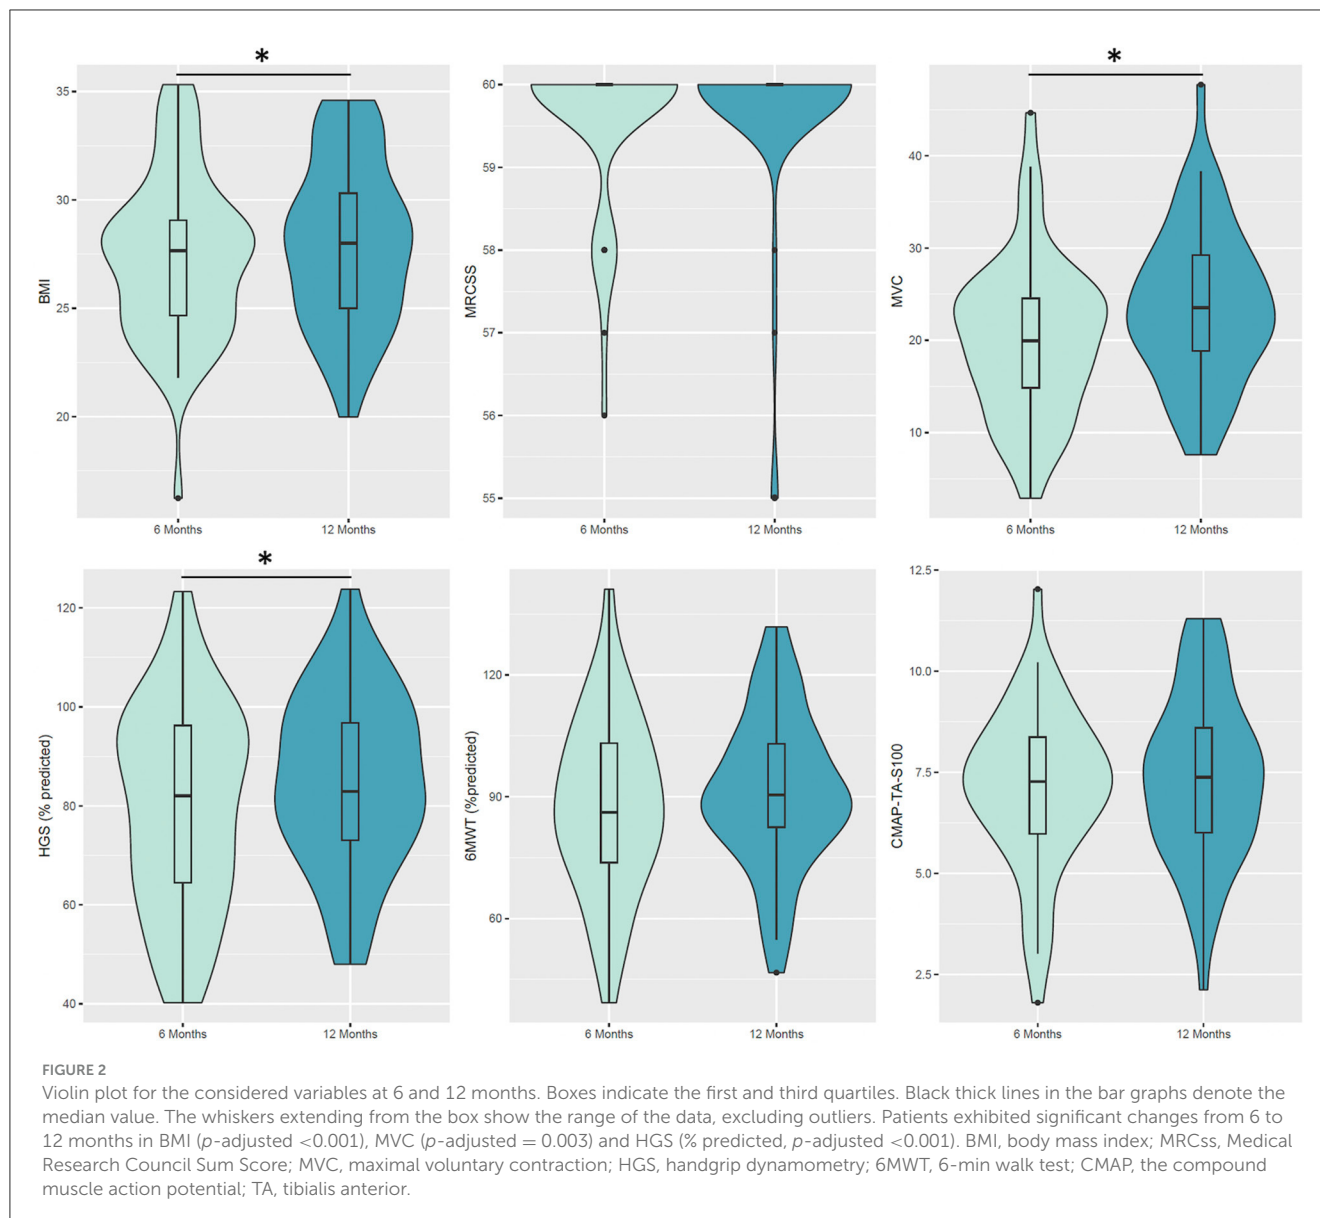 *
35
30
25
20
BMI
6 Months
12 Months
60
59
58
57
56
55
MRCSS
6 Months
12 Months
*
40
30
20
10
MVC
6 Months
12 Months
*
120
100
80
60
40
HGS (% predicted)
6 Months
12 Months
120
90
60
6MWT (%predicted)
6 Months
12 Months
12.5
10.0
7.5
5.0
2.5
CMAP-TA-S100
6 Months
12 Months
FIGURE 2
Violin plot for the considered variables at 6 and 12 months. Boxes indicate the first and third quartiles. Black thick lines in the bar graphs denote the
median value. The whiskers extending from the box show the range of the data, excluding outliers. Patients exhibited significant changes from 6 to
12 months in BMI (p-adjusted <0.001), MVC (p-adjusted = 0.003) and HGS (% predicted, p-adjusted <0.001). BMI, body mass index; MRCss, Medical
Research Council Sum Score; MVC, maximal voluntary contraction; HGS, handgrip dynamometry; 6MWT, 6-min walk test; CMAP, the compound
muscle action potential; TA, tibialis anterior.